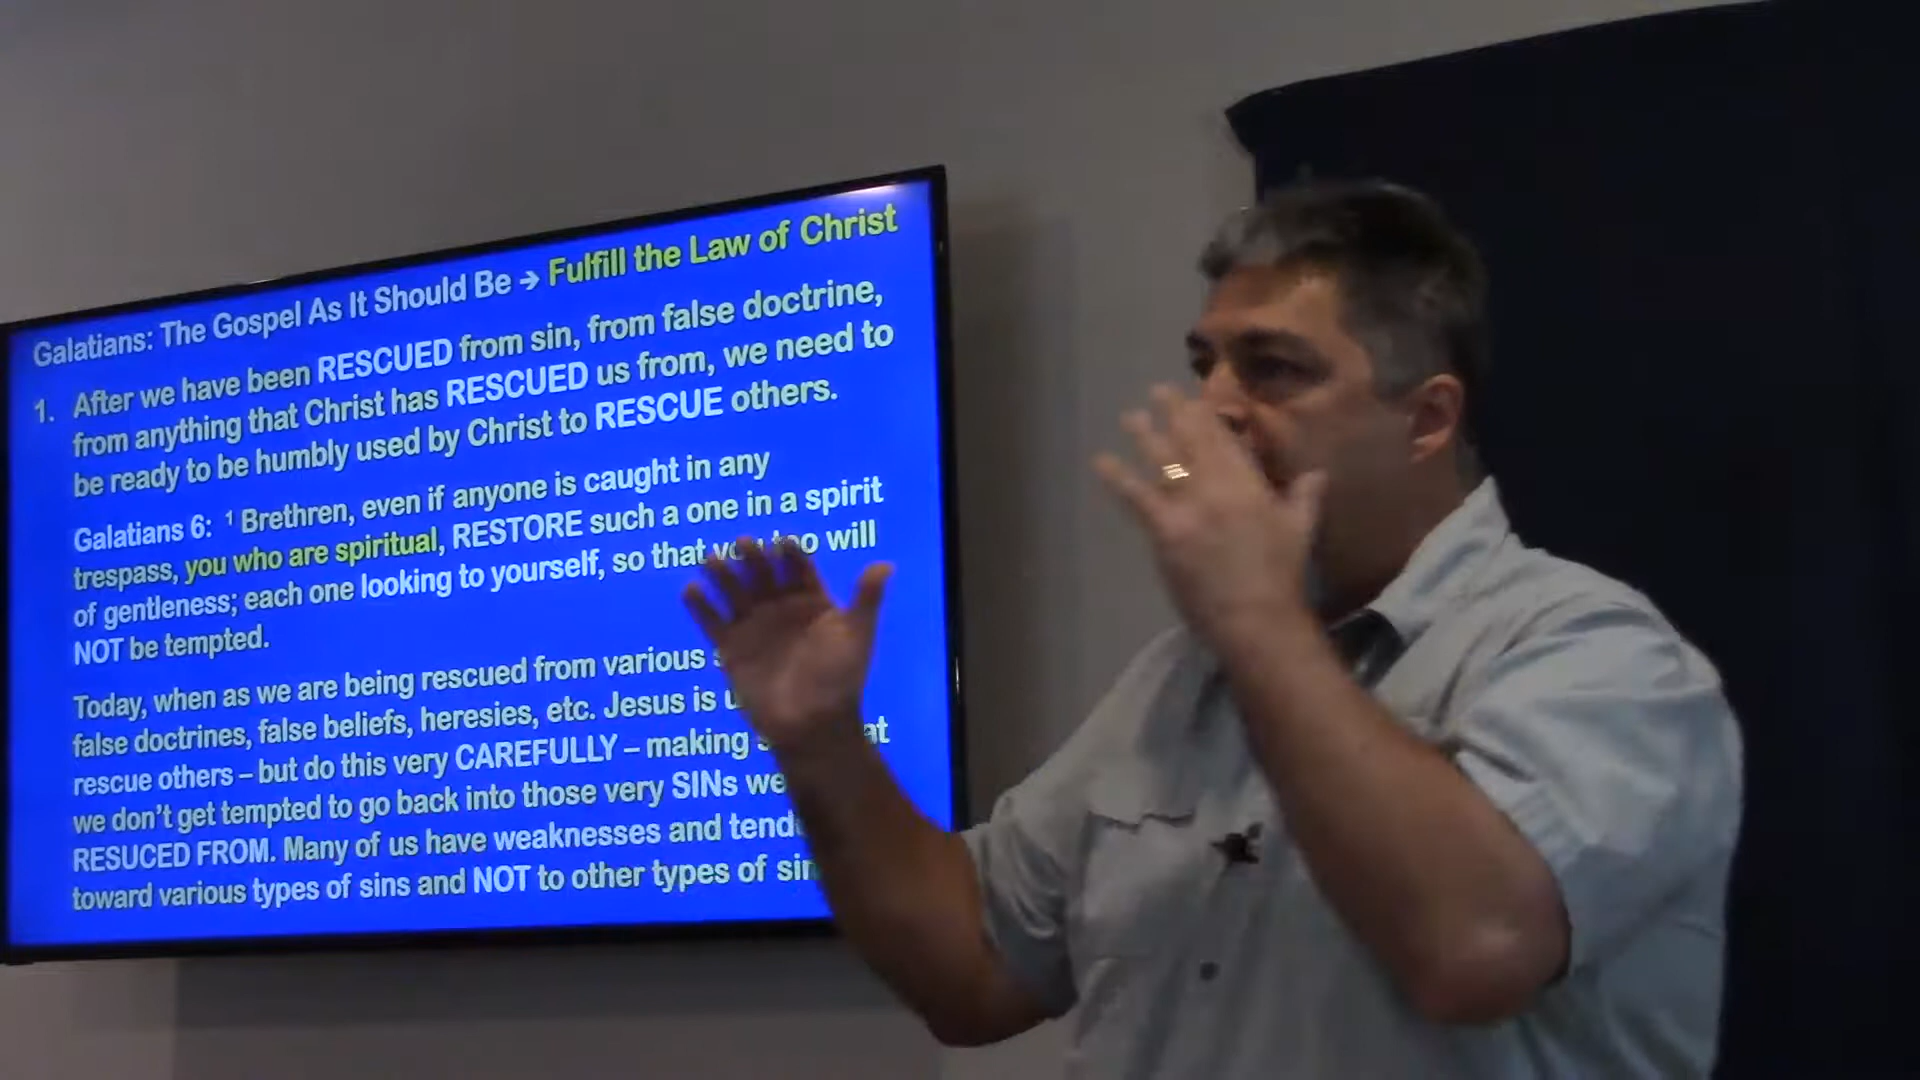 Galatians: The Gospel As It Should Be → Fulfill the Law of Christ
1. After we have been RESCUED from sin, from false doctrine,
from anything that Christ has RESCUED us from, we need to
be ready to be humbly used by Christ to RESCUE others.
Galatians 6: ¹ Brethren, even if anyone is caught in any
trespass, you who are spiritual, RESTORE such a one in a spirit
of gentleness; each one looking to yourself, so that you too will
NOT be tempted.
Today, when as we are being rescued from various
false doctrines, false beliefs, heresies, etc. Jesus is
rescue others – but do this very CAREFULLY – making
we don't get tempted to go back into those very SINs we
RESUCED FROM. Many of us have weaknesses and
toward various types of sins and NOT to other types of